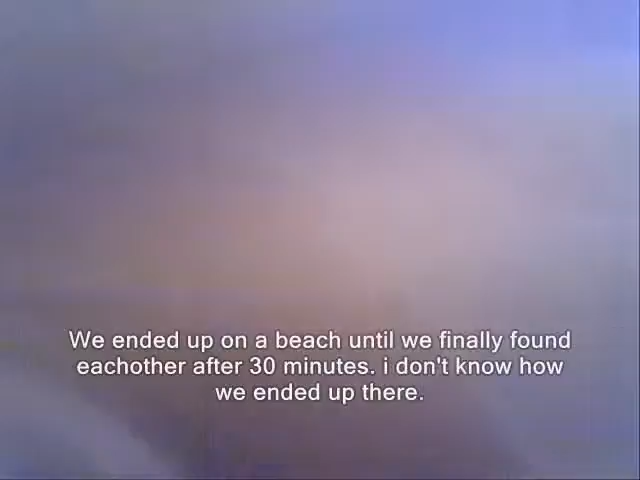 We ended up on a beach until we finally found
eachother after 30 minutes. i don't know how
we ended up there.